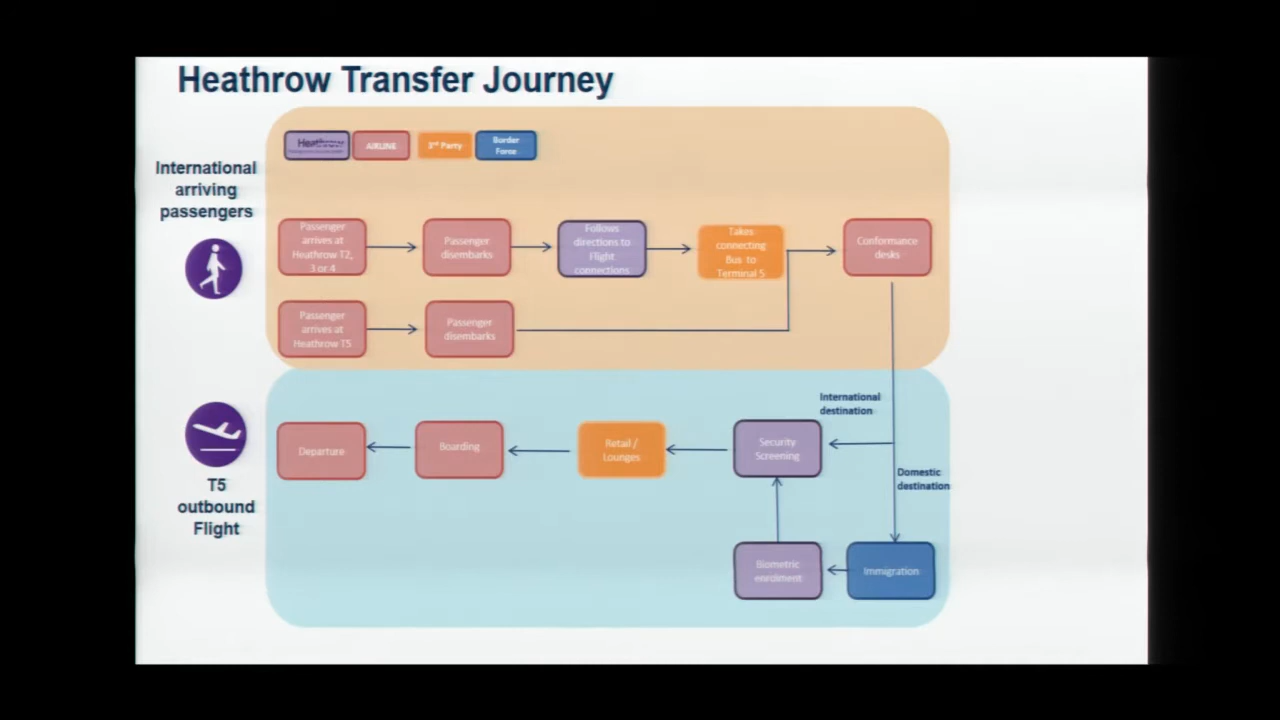 Heathrow Transfer Journey
Heathrow
AIRLINE
3rd Party
Border
Force
International
arriving
passengers
Passenger
arrives at
Heathrow T2,
3 or 4
Passenger
disembarks
Follows
directions to
Flight
connections
Takes
connecting
Bus to
Terminal 5
Conformance
desks
Passenger
arrives at
Heathrow T5
Passenger
disembarks
International
destination
Departure
Boarding
Retail /
Lounges
Security
Screening
Domestic
destination
T5
outbound
Flight
Biometric
enrolment
Immigration